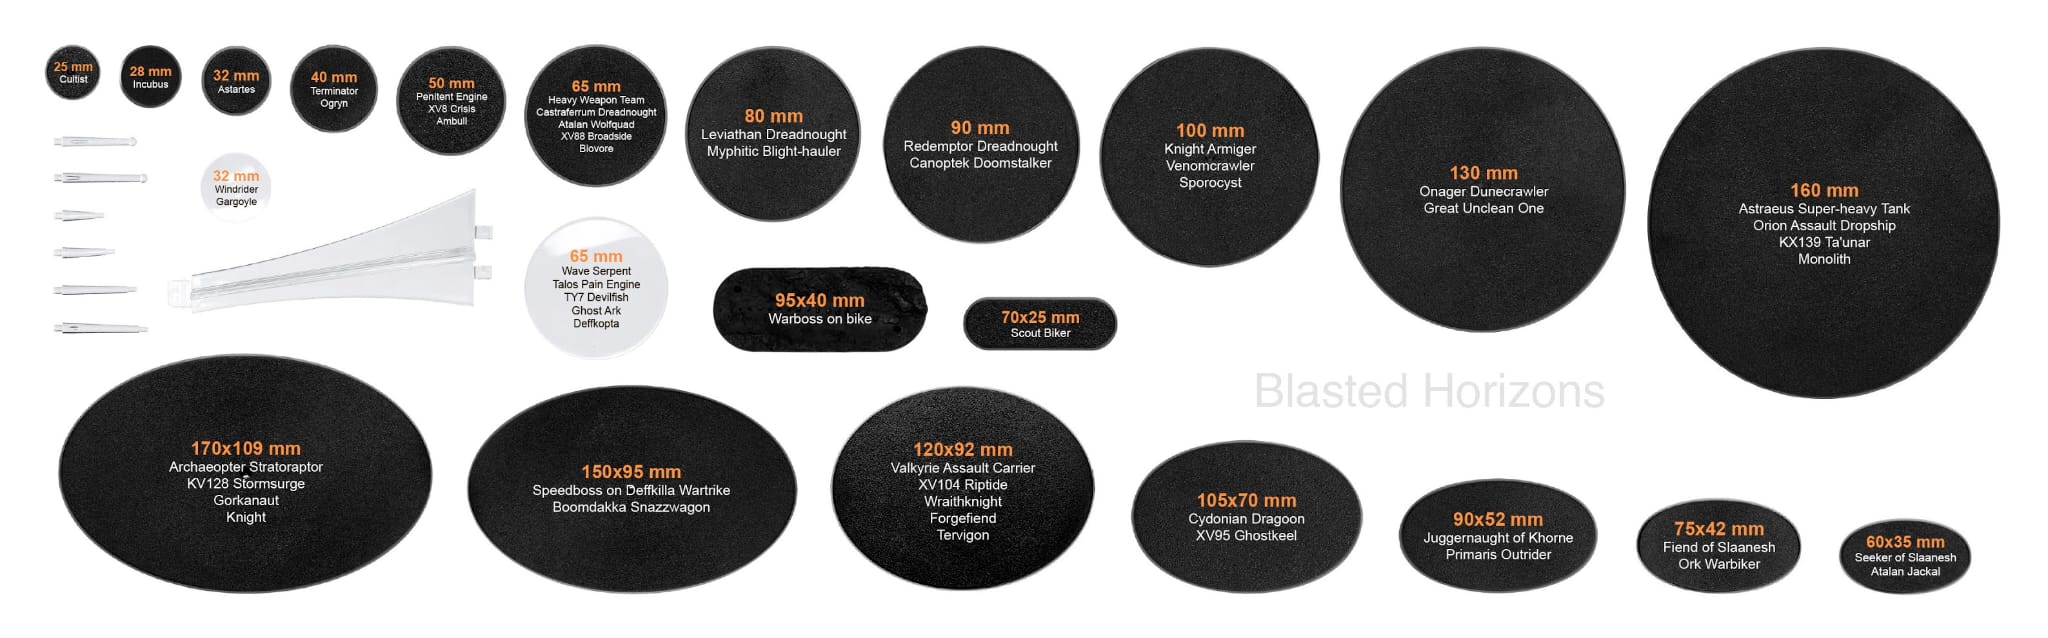 25 mm
Cultist
28 mm
Incubus
32 mm
Astartes
40 mm
Terminator
Ogryn
50 mm
Penitent Engine
XV8 Crisis
Ambull
65 mm
Heavy Weapon Team
Castraferrum Dreadnought
Atalan Wolfquad
XV88 Broadside
Biovore
80 mm
Leviathan Dreadnought
Myphitic Blight-hauler
90 mm
Redemptor Dreadnought
Canoptek Doomstalker
100 mm
Knight Armiger
Venomcrawler
Sporocyst
130 mm
Onager Dunecrawler
Great Unclean One
160 mm
Astraeus Super-heavy Tank
Orion Assault Dropship
KX139 Ta'unar
Monolith
32 mm
Windrider
Gargoyle
65 mm
Wave Serpent
Talos Pain Engine
TY7 Devilfish
Ghost Ark
Deffkopta
95x40 mm
Warboss on bike
70x25 mm
Scout Biker
Blasted Horizons
170x109 mm
Archaeopter Stratoraptor
KV128 Stormsurge
Gorkanaut
Knight
150x95 mm
Speedboss on Deffkilla Wartrike
Boomdakka Snazzwagon
120x92 mm
Valkyrie Assault Carrier
XV104 Riptide
Wraithknight
Forgefiend
Tervigon
105x70 mm
Cydonian Dragoon
XV95 Ghostkeel
90x52 mm
Juggernaught of Khorne
Primaris Outrider
75x42 mm
Fiend of Slaanesh
Ork Warbiker
60x35 mm
Seeker of Slaanesh
Atalan Jackal